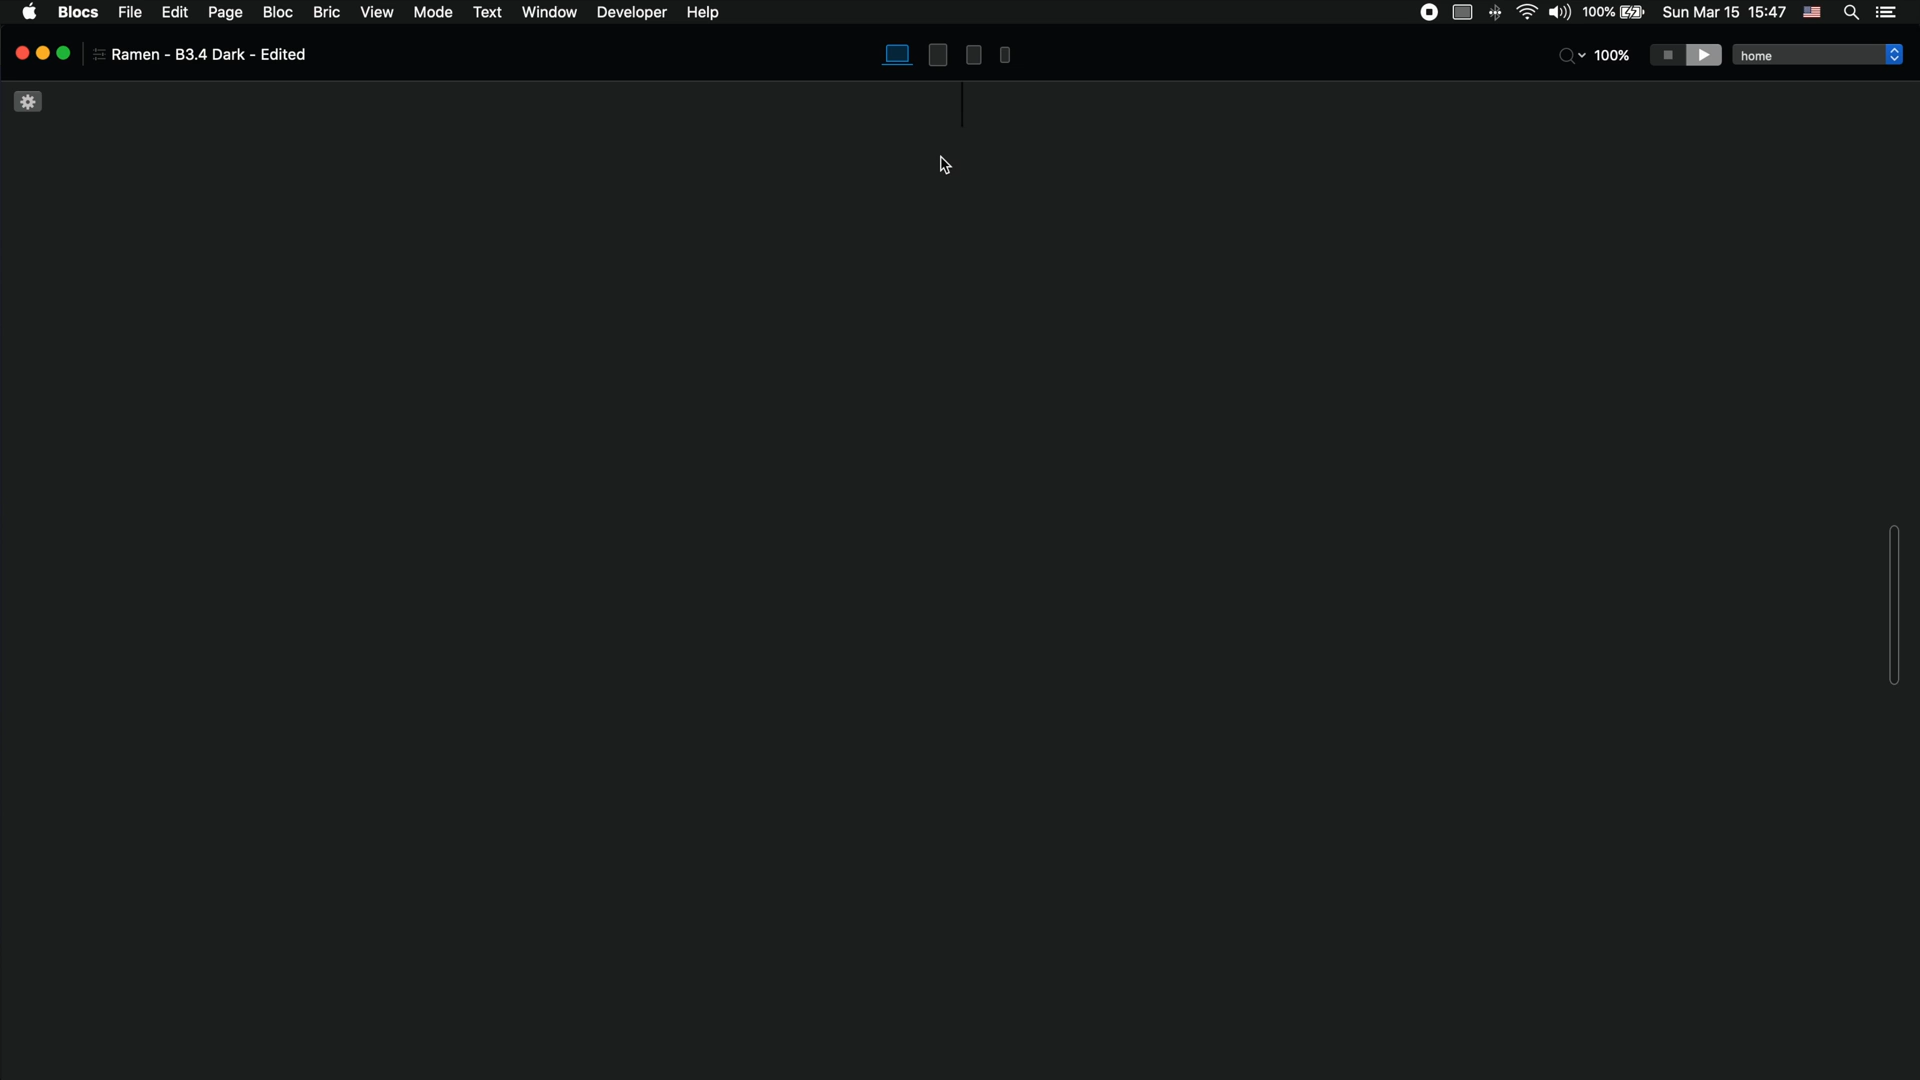 Blocs File Edit Page Bloc Bric View Mode Text Window Developer Help 100% Sun Mar 15 15:47
Ramen - B3.4 Dark - Edited 100% home